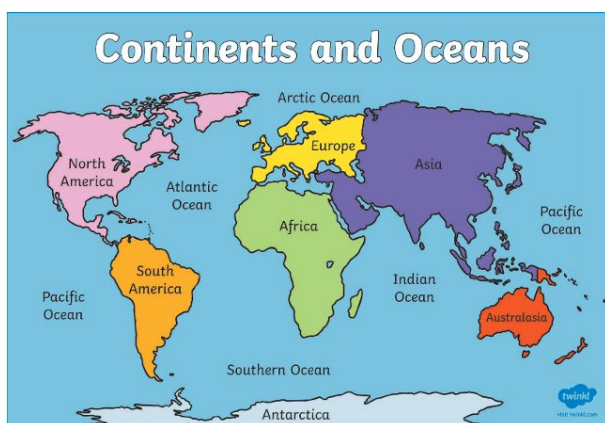 Continents and Oceans
Arctic Ocean
North
America
Europe
Asia
Atlantic
Ocean
Africa
Pacific
Ocean
South
America
Indian
Ocean
Pacific
Ocean
Australasia
Southern Ocean
Antarctica
twinkl
visit twinkl.com